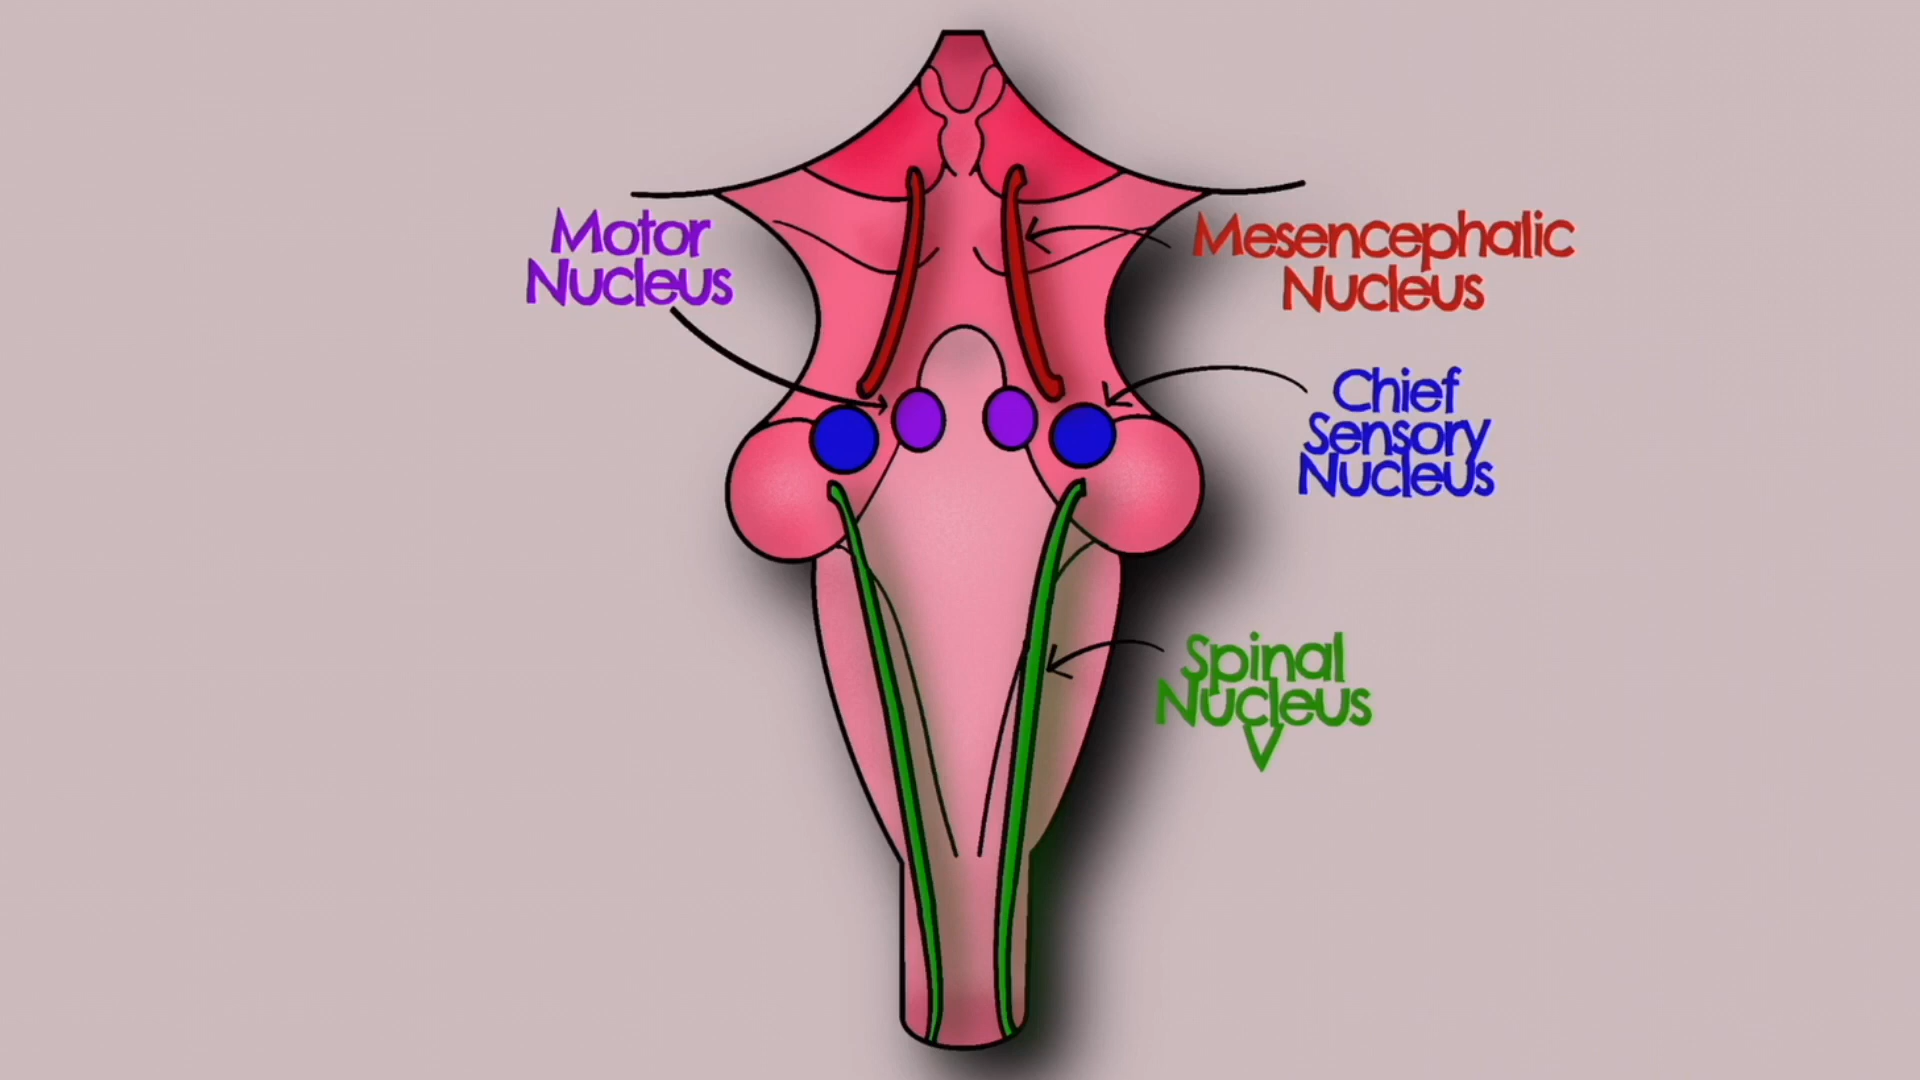 Motor
Nucleus
Mesencephalic
Nucleus
Chief
Sensory
Nucleus
Spinal
Nucleus
V